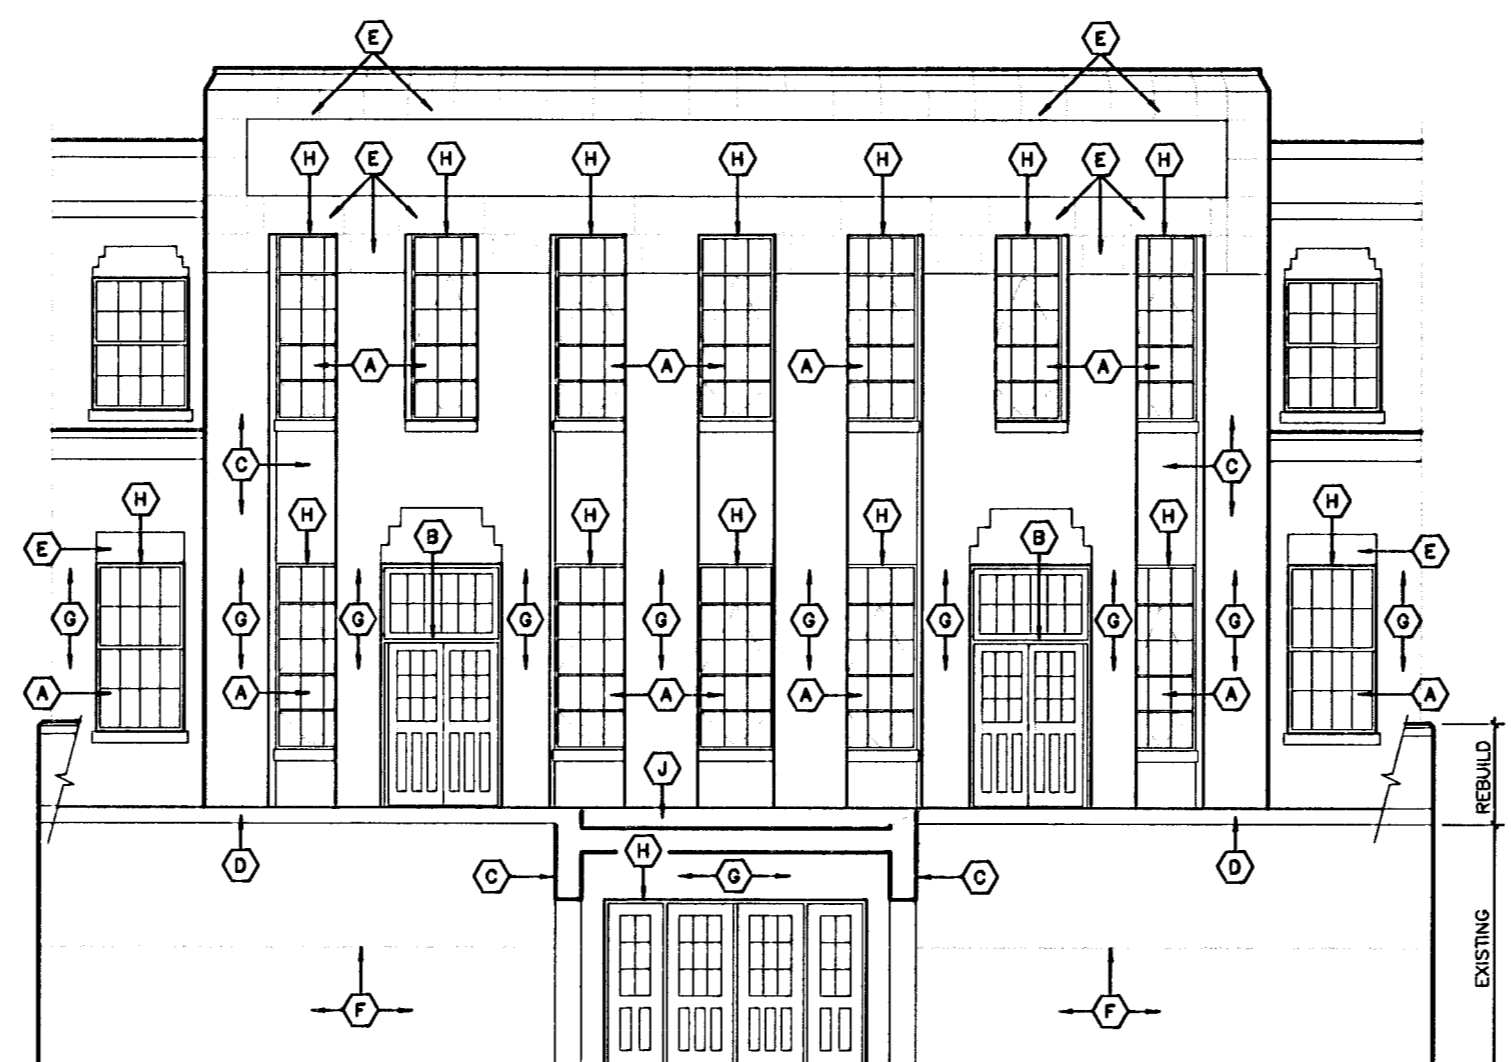 E E
H E H H H H H E H
A A A A
C C
H H
H H H H H
B B
E E
G G G G G G G G G G
A A A A A A
J
REBUILD
D D
H
C G C
EXISTING
F F